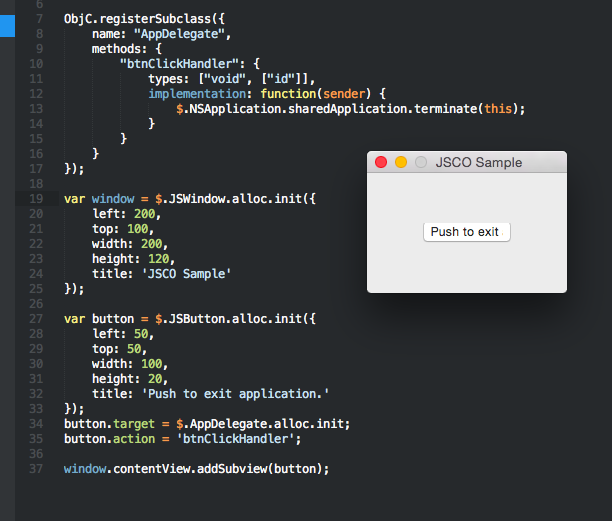 6
7 ObjC.registerSubclass({
8 name: "AppDelegate",
9 methods: {
10 "btnClickHandler": {
11 types: ["void", ["id"]],
12 implementation: function(sender) {
13 $.NSApplication.sharedApplication.terminate(this);
14 }
15 }
16 }
17 });
18
19 var window = $.JSWindow.alloc.init({
20 left: 200,
21 top: 100,
22 width: 200,
23 height: 120,
24 title: 'JSCO Sample'
25 });
26
27 var button = $.JSButton.alloc.init({
28 left: 50,
29 top: 50,
30 width: 100,
31 height: 20,
32 title: 'Push to exit application.'
33 });
34 button.target = $.AppDelegate.alloc.init;
35 button.action = 'btnClickHandler';
36
37 window.contentView.addSubview(button);
JSCO Sample
Push to exit